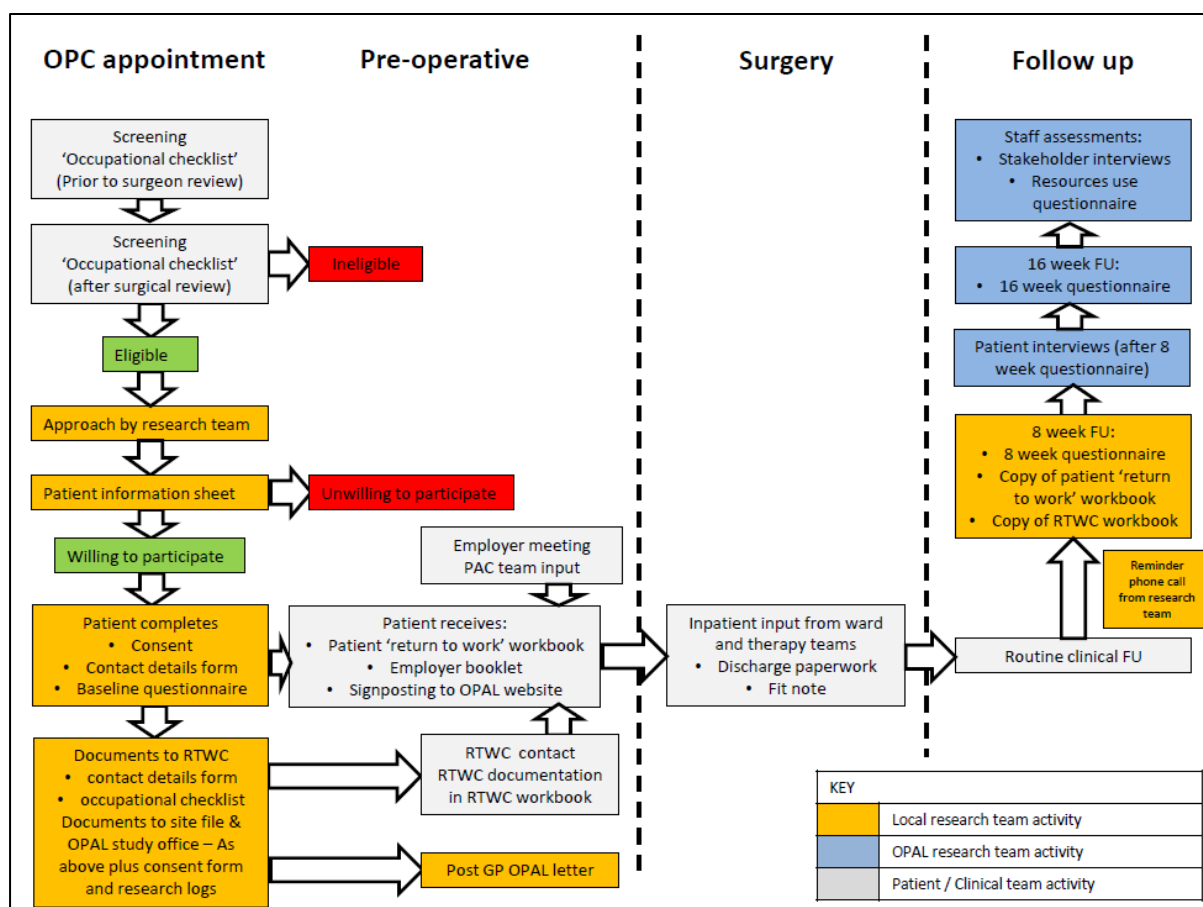 OPC appointment
Pre-operative
Surgery
Follow up
Screening
‘Occupational checklist’
(Prior to surgeon review)
Screening
‘Occupational checklist’
(after surgical review)
Ineligible
Eligible
Approach by research team
Patient information sheet
Unwilling to participate
Willing to participate
Patient completes
• Consent
• Contact details form
• Baseline questionnaire
Documents to RTWC
• contact details form
• occupational checklist
Documents to site file &
OPAL study office – As
above plus consent form
and research logs
Employer meeting
PAC team input
Patient receives:
• Patient ‘return to work’ workbook
• Employer booklet
• Signposting to OPAL website
RTWC contact
RTWC documentation
in RTWC workbook
Post GP OPAL letter
Inpatient input from ward
and therapy teams
• Discharge paperwork
• Fit note
Staff assessments:
• Stakeholder interviews
• Resources use
questionnaire
16 week FU:
• 16 week questionnaire
Patient interviews (after 8
week questionnaire)
8 week FU:
• 8 week questionnaire
• Copy of patient ‘return
to work’ workbook
• Copy of RTWC workbook
Reminder
phone call
from research
team
Routine clinical FU
KEY
Local research team activity
OPAL research team activity
Patient / Clinical team activity